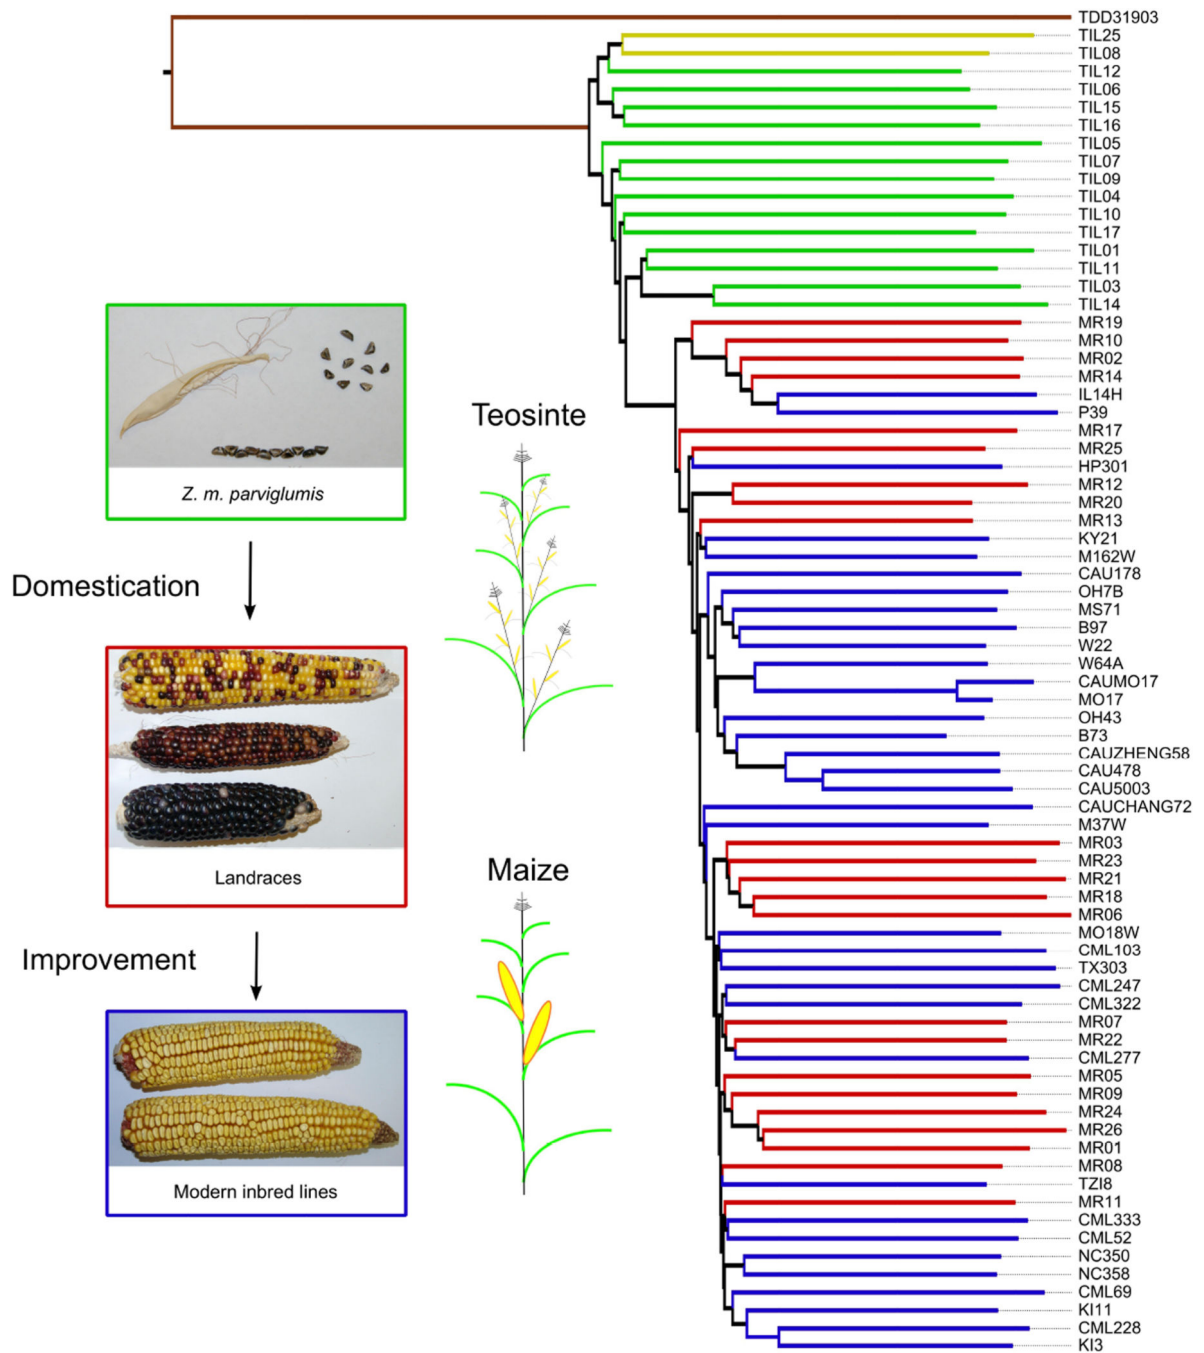 Z. m. parviglumis
Domestication
Landraces
Improvement
Modern inbred lines
Teosinte
Maize
TDD31903
TIL25
TIL08
TIL12
TIL06
TIL15
TIL16
TIL05
TIL07
TIL09
TIL04
TIL10
TIL17
TIL01
TIL11
TIL03
TIL14
MR19
MR10
MR02
MR14
IL14H
P39
MR17
MR25
HP301
MR12
MR20
MR13
KY21
M162W
CAU178
OH7B
MS71
B97
W22
W64A
CAUMO17
MO17
OH43
B73
CAUZHENG58
CAU478
CAU5003
CAUCHANG72
M37W
MR03
MR23
MR21
MR18
MR06
MO18W
CML103
TX303
CML247
CML322
MR07
MR22
CML277
MR05
MR09
MR24
MR26
MR01
MR08
TZI8
MR11
CML333
CML52
NC350
NC358
CML69
KI11
CML228
KI3